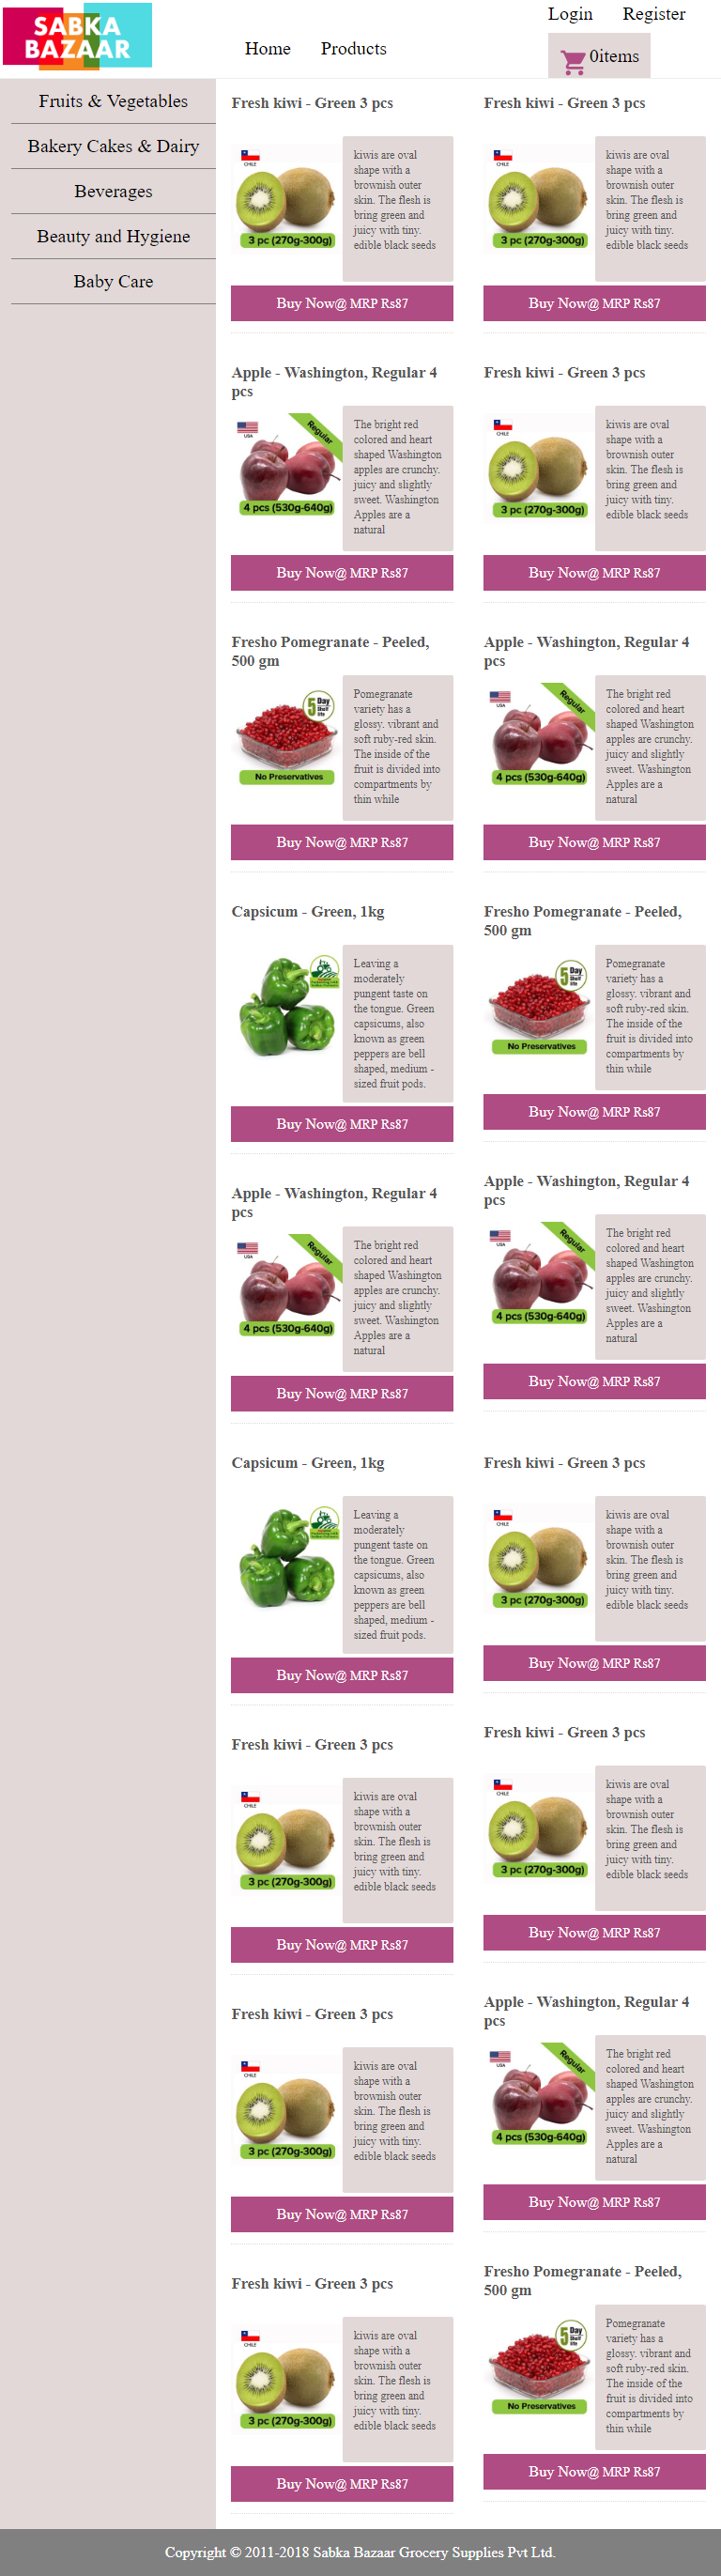 SABKA
BAZAAR
Home
Products
Login
Register
0items
Fruits & Vegetables
Bakery Cakes & Dairy
Beverages
Beauty and Hygiene
Baby Care
Fresh kiwi - Green 3 pcs
CHILE
3 pc (270g-300g)
kiwis are oval
shape with a
brownish outer
skin. The flesh is
bring green and
juicy with tiny.
edible black seeds
Buy Now@ MRP Rs87
Fresh kiwi - Green 3 pcs
CHILE
3 pc (270g-300g)
kiwis are oval
shape with a
brownish outer
skin. The flesh is
bring green and
juicy with tiny.
edible black seeds
Buy Now@ MRP Rs87
Apple - Washington, Regular 4
pcs
USA
Regular
4 pcs (530g-640g)
The bright red
colored and heart
shaped Washington
apples are crunchy.
juicy and slightly
sweet. Washington
Apples are a
natural
Buy Now@ MRP Rs87
Fresh kiwi - Green 3 pcs
CHILE
3 pc (270g-300g)
kiwis are oval
shape with a
brownish outer
skin. The flesh is
bring green and
juicy with tiny.
edible black seeds
Buy Now@ MRP Rs87
Fresho Pomegranate - Peeled,
500 gm
5 Day
Shelf
life
No Preservatives
Pomegranate
variety has a
glossy. vibrant and
soft ruby-red skin.
The inside of the
fruit is divided into
compartments by
thin while
Buy Now@ MRP Rs87
Apple - Washington, Regular 4
pcs
USA
Regular
4 pcs (530g-640g)
The bright red
colored and heart
shaped Washington
apples are crunchy.
juicy and slightly
sweet. Washington
Apples are a
natural
Buy Now@ MRP Rs87
Capsicum - Green, 1kg
Leaving a
moderately
pungent taste on
the tongue. Green
capsicums, also
known as green
peppers are bell
shaped, medium -
sized fruit pods.
Buy Now@ MRP Rs87
Fresho Pomegranate - Peeled,
500 gm
5 Day
Shelf
life
No Preservatives
Pomegranate
variety has a
glossy. vibrant and
soft ruby-red skin.
The inside of the
fruit is divided into
compartments by
thin while
Buy Now@ MRP Rs87
Apple - Washington, Regular 4
pcs
USA
Regular
4 pcs (530g-640g)
The bright red
colored and heart
shaped Washington
apples are crunchy.
juicy and slightly
sweet. Washington
Apples are a
natural
Buy Now@ MRP Rs87
Apple - Washington, Regular 4
pcs
USA
Regular
4 pcs (530g-640g)
The bright red
colored and heart
shaped Washington
apples are crunchy.
juicy and slightly
sweet. Washington
Apples are a
natural
Buy Now@ MRP Rs87
Capsicum - Green, 1kg
Leaving a
moderately
pungent taste on
the tongue. Green
capsicums, also
known as green
peppers are bell
shaped, medium -
sized fruit pods.
Buy Now@ MRP Rs87
Fresh kiwi - Green 3 pcs
CHILE
3 pc (270g-300g)
kiwis are oval
shape with a
brownish outer
skin. The flesh is
bring green and
juicy with tiny.
edible black seeds
Buy Now@ MRP Rs87
Fresh kiwi - Green 3 pcs
CHILE
3 pc (270g-300g)
kiwis are oval
shape with a
brownish outer
skin. The flesh is
bring green and
juicy with tiny.
edible black seeds
Buy Now@ MRP Rs87
Fresh kiwi - Green 3 pcs
CHILE
3 pc (270g-300g)
kiwis are oval
shape with a
brownish outer
skin. The flesh is
bring green and
juicy with tiny.
edible black seeds
Buy Now@ MRP Rs87
Fresh kiwi - Green 3 pcs
CHILE
3 pc (270g-300g)
kiwis are oval
shape with a
brownish outer
skin. The flesh is
bring green and
juicy with tiny.
edible black seeds
Buy Now@ MRP Rs87
Apple - Washington, Regular 4
pcs
USA
Regular
4 pcs (530g-640g)
The bright red
colored and heart
shaped Washington
apples are crunchy.
juicy and slightly
sweet. Washington
Apples are a
natural
Buy Now@ MRP Rs87
Fresh kiwi - Green 3 pcs
CHILE
3 pc (270g-300g)
kiwis are oval
shape with a
brownish outer
skin. The flesh is
bring green and
juicy with tiny.
edible black seeds
Buy Now@ MRP Rs87
Fresho Pomegranate - Peeled,
500 gm
5 Day
Shelf
life
No Preservatives
Pomegranate
variety has a
glossy. vibrant and
soft ruby-red skin.
The inside of the
fruit is divided into
compartments by
thin while
Buy Now@ MRP Rs87
Copyright © 2011-2018 Sabka Bazaar Grocery Supplies Pvt Ltd.